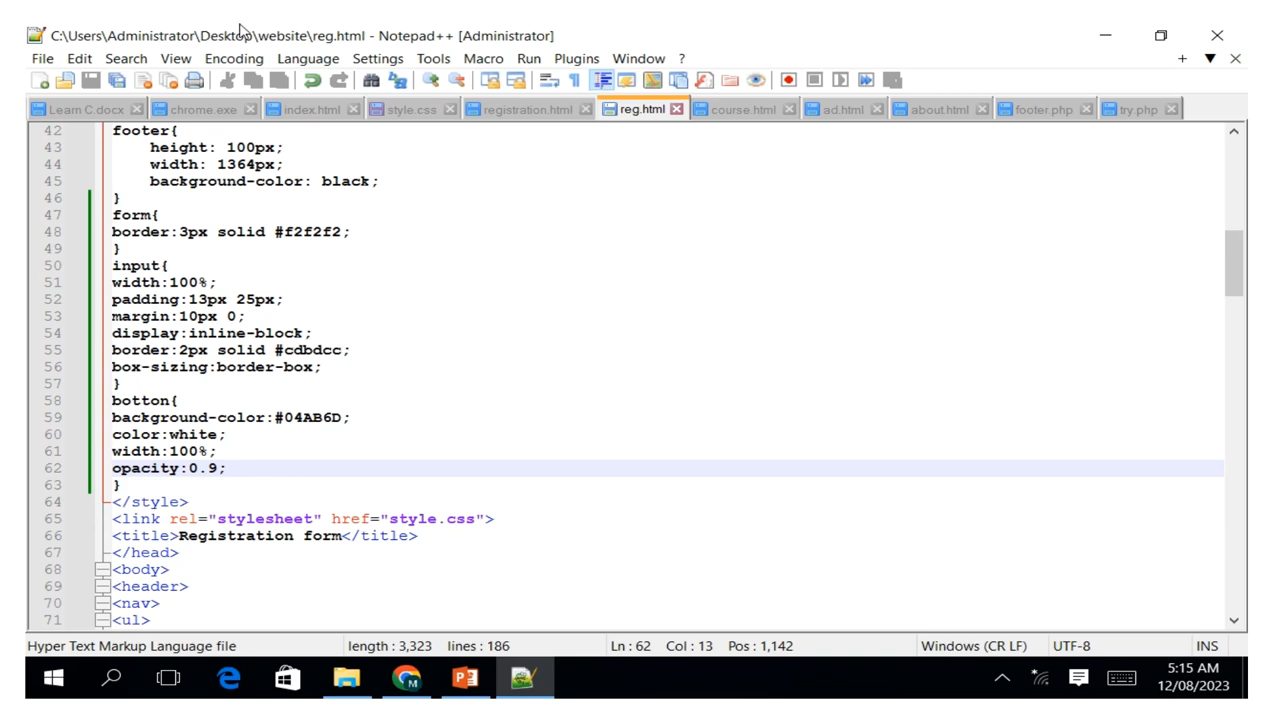 C:\Users\Administrator\Desktop\website\reg.html - Notepad++ [Administrator]
File Edit Search View Encoding Language Settings Tools Macro Run Plugins Window ?
Learn C.docx chrome.exe index.html style.css registration.html reg.html course.html ad.html about.html footer.php try.php
42 footer{
43 height: 100px;
44 width: 1364px;
45 background-color: black;
46 }
47 form{
48 border:3px solid #f2f2f2;
49 }
50 input{
51 width:100%;
52 padding:13px 25px;
53 margin:10px 0;
54 display:inline-block;
55 border:2px solid #cdbdcc;
56 box-sizing:border-box;
57 }
58 botton{
59 background-color:#04AB6D;
60 color:white;
61 width:100%;
62 opacity:0.9;
63 }
64 </style>
65 <link rel="stylesheet" href="style.css">
66 <title>Registration form</title>
67 </head>
68 <body>
69 <header>
70 <nav>
71 <ul>
Hyper Text Markup Language file length : 3,323 lines : 186 Ln : 62 Col : 13 Pos : 1,142 Windows (CR LF) UTF-8 INS
5:15 AM
12/08/2023